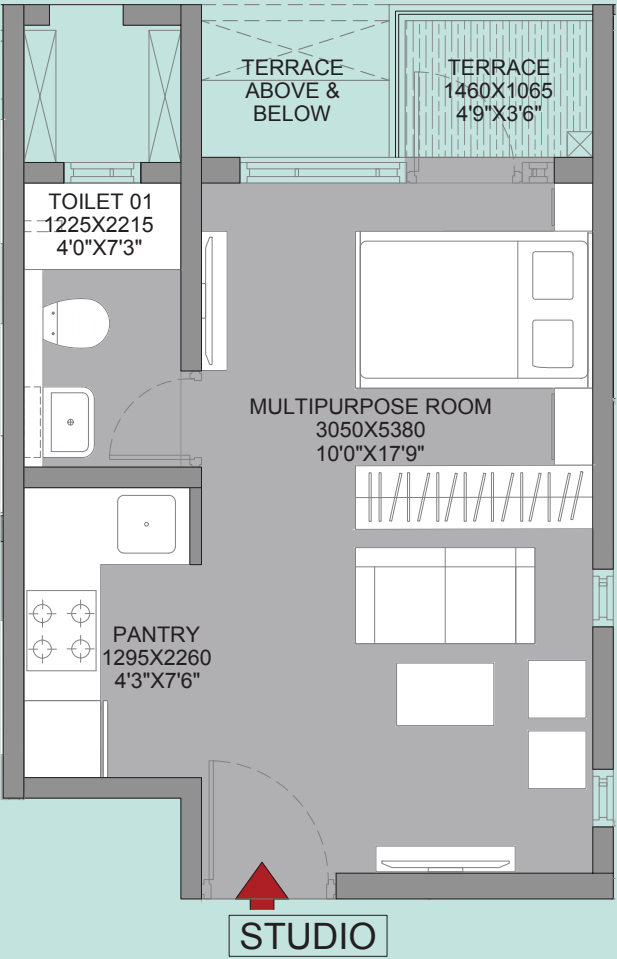 TERRACE
ABOVE &
BELOW
TERRACE
1460X1065
4'9"X3'6"
TOILET 01
1225X2215
4'0"X7'3"
MULTIPURPOSE ROOM
3050X5380
10'0"X17'9"
PANTRY
1295X2260
4'3"X7'6"
STUDIO